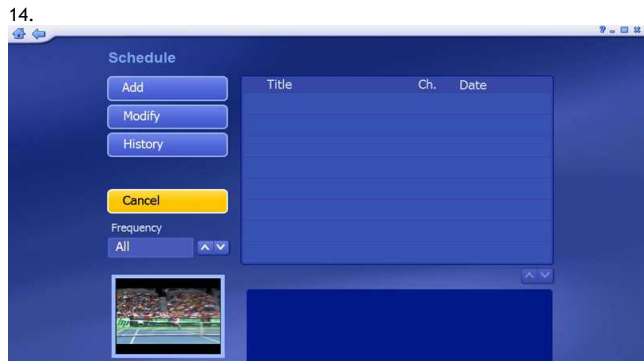 14.
?
Schedule
Add
Title Ch. Date
Modify
History
Cancel
Frequency
All